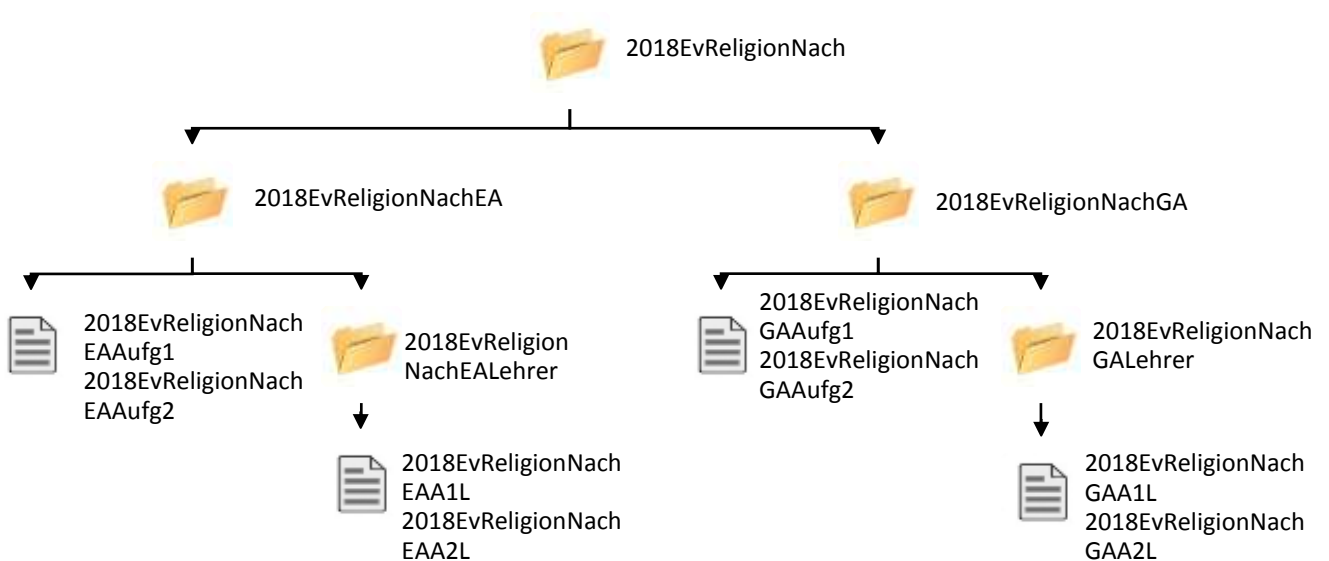 2018EvReligionNach
2018EvReligionNachEA
2018EvReligionNachGA
2018EvReligionNach
EAAufg1
2018EvReligionNach
EAAufg2
2018EvReligion
NachEALehrer
2018EvReligionNach
GAAufg1
2018EvReligionNach
GAAufg2
2018EvReligionNach
GALehrer
2018EvReligionNach
EAA1L
2018EvReligionNach
EAA2L
2018EvReligionNach
GAA1L
2018EvReligionNach
GAA2L